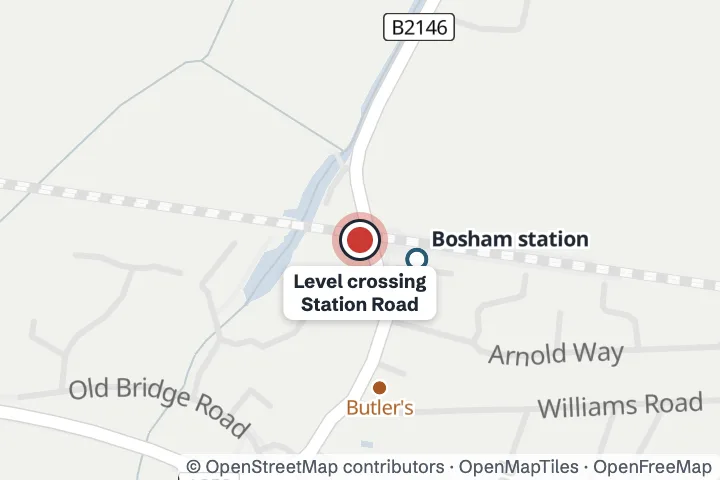 B2146
Bosham station
Level crossing
Station Road
Arnold Way
Old Bridge Road
Williams Road
Butler's
© OpenStreetMap contributors · OpenMapTiles · OpenFreeMap